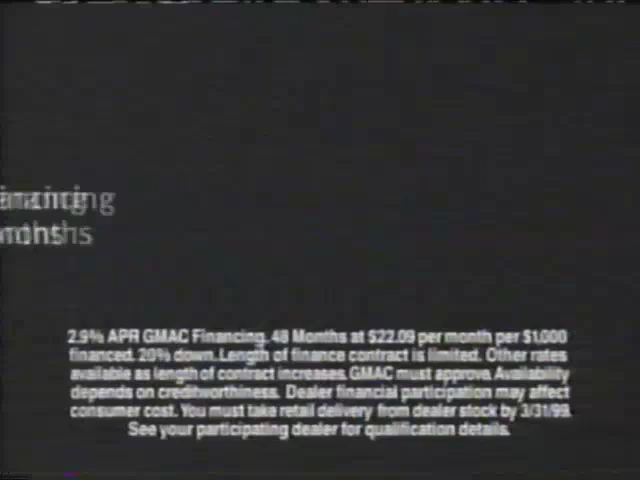 2.9% APR GMAC Financing. 48 Months at $22.09 per month per $1,000
financed. 20% down. Length of finance contract is limited. Other rates
available as length of contract increases. GMAC must approve. Availability
depends on creditworthiness. Dealer financial participation may affect
consumer cost. You must take retail delivery from dealer stock by 3/31/99.
See your participating dealer for qualification details.